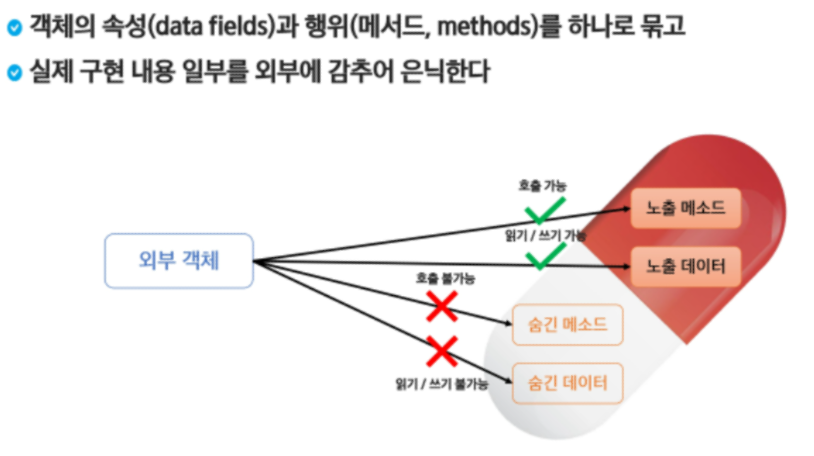 객체의 속성(data fields)과 행위(메서드, methods)를 하나로 묶고
실제 구현 내용 일부를 외부에 감추어 은닉한다
호출 가능
노출 메소드
읽기 / 쓰기 가능
외부 객체
노출 데이터
호출 불가능
숨긴 메소드
읽기 / 쓰기 불가능
숨긴 데이터